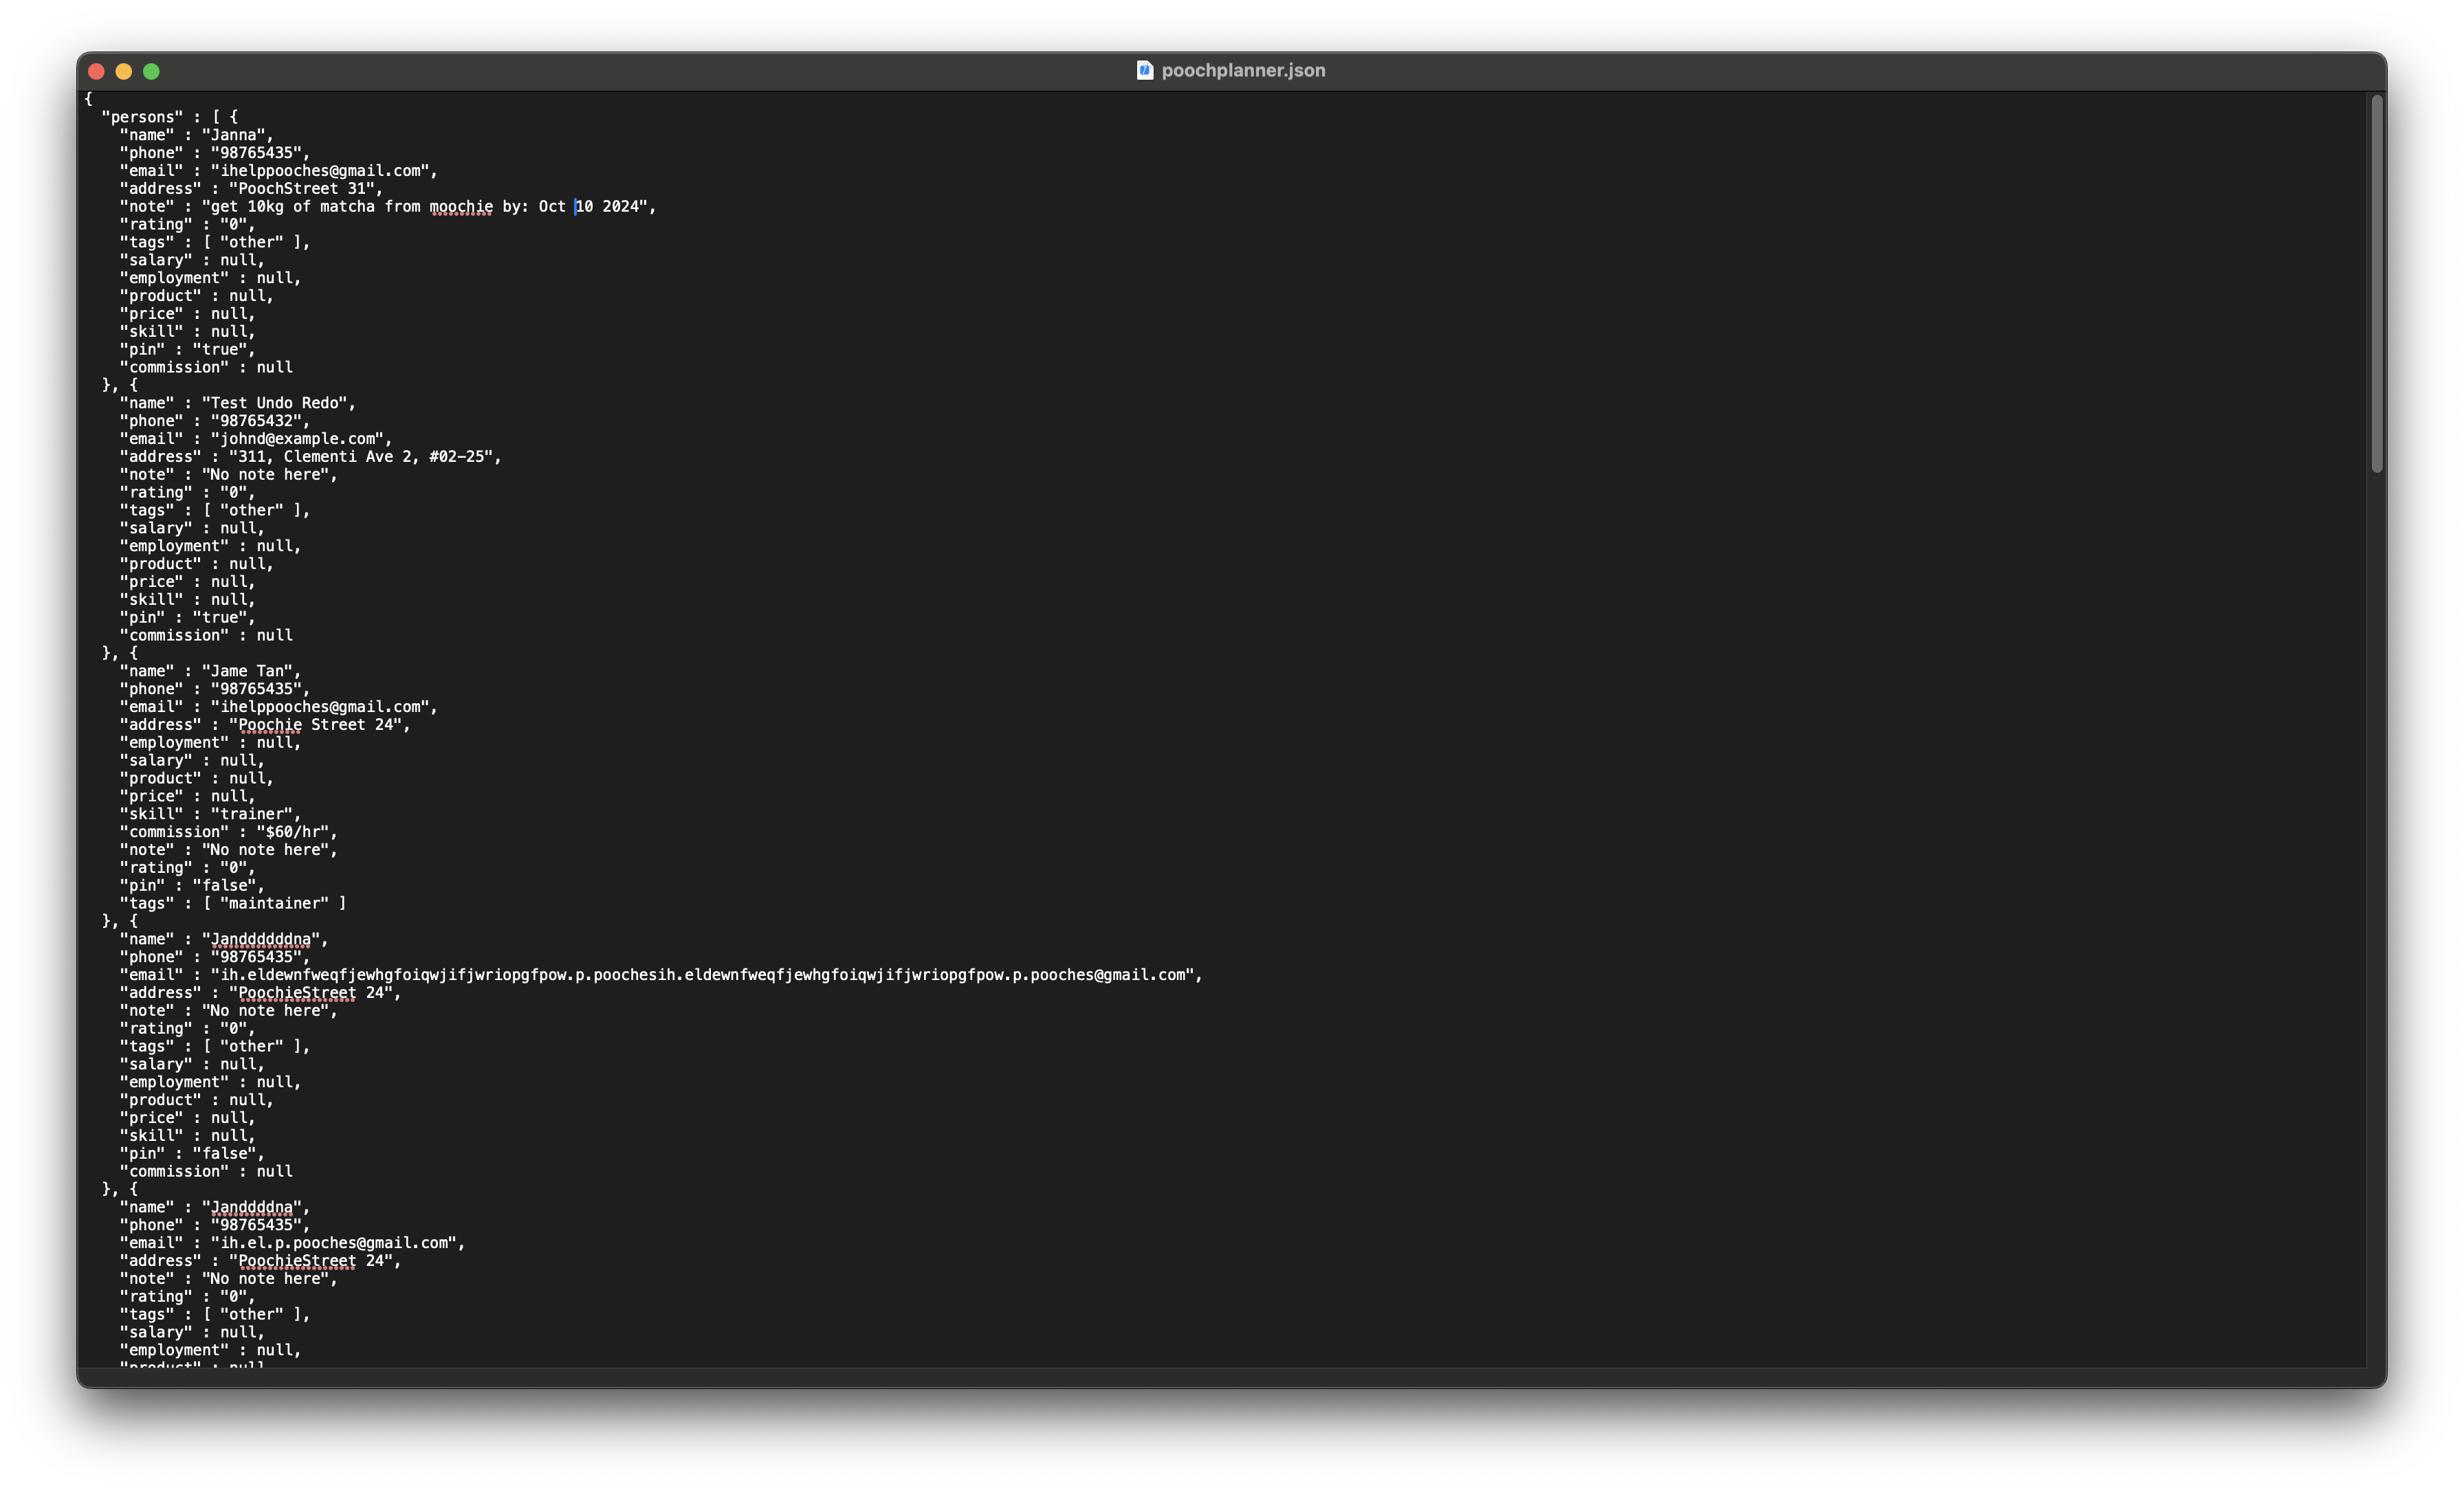 poochplanner.json
{
  "persons" : [ {
    "name" : "Janna",
    "phone" : "98765435",
    "email" : "ihelppooches@gmail.com",
    "address" : "PoochStreet 31",
    "note" : "get 10kg of matcha from moochie by: Oct 10 2024",
    "rating" : "0",
    "tags" : [ "other" ],
    "salary" : null,
    "employment" : null,
    "product" : null,
    "price" : null,
    "skill" : null,
    "pin" : "true",
    "commission" : null
  }, {
    "name" : "Test Undo Redo",
    "phone" : "98765432",
    "email" : "johnd@example.com",
    "address" : "311, Clementi Ave 2, #02-25",
    "note" : "No note here",
    "rating" : "0",
    "tags" : [ "other" ],
    "salary" : null,
    "employment" : null,
    "product" : null,
    "price" : null,
    "skill" : null,
    "pin" : "true",
    "commission" : null
  }, {
    "name" : "Jame Tan",
    "phone" : "98765435",
    "email" : "ihelppooches@gmail.com",
    "address" : "Poochie Street 24",
    "employment" : null,
    "salary" : null,
    "product" : null,
    "price" : null,
    "skill" : "trainer",
    "commission" : "$60/hr",
    "note" : "No note here",
    "rating" : "0",
    "pin" : "false",
    "tags" : [ "maintainer" ]
  }, {
    "name" : "Janddddddna",
    "phone" : "98765435",
    "email" : "ih.eldewnfweqfjewhgfoiqwjifjwriopgfpow.p.poochesih.eldewnfweqfjewhgfoiqwjifjwriopgfpow.p.pooches@gmail.com",
    "address" : "PoochieStreet 24",
    "note" : "No note here",
    "rating" : "0",
    "tags" : [ "other" ],
    "salary" : null,
    "employment" : null,
    "product" : null,
    "price" : null,
    "skill" : null,
    "pin" : "false",
    "commission" : null
  }, {
    "name" : "Janddddna",
    "phone" : "98765435",
    "email" : "ih.el.p.pooches@gmail.com",
    "address" : "PoochieStreet 24",
    "note" : "No note here",
    "rating" : "0",
    "tags" : [ "other" ],
    "salary" : null,
    "employment" : null,
    "product" : null